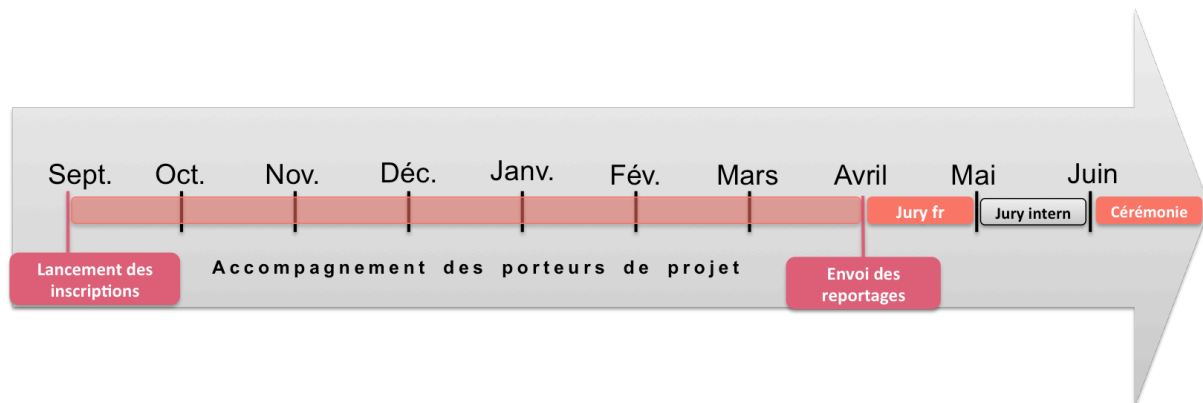 Sept. Oct. Nov. Déc. Janv. Fév. Mars Avril Mai Juin
Jury fr Jury intern Cérémonie
Lancement des
inscriptions
Accompagnement des porteurs de projet
Envoi des
reportages